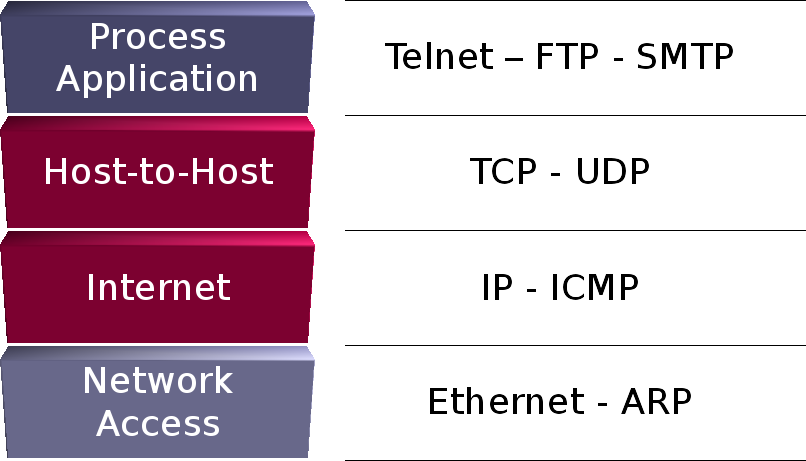 Process
Application
Telnet – FTP - SMTP
Host-to-Host
TCP - UDP
Internet
IP - ICMP
Network
Access
Ethernet - ARP